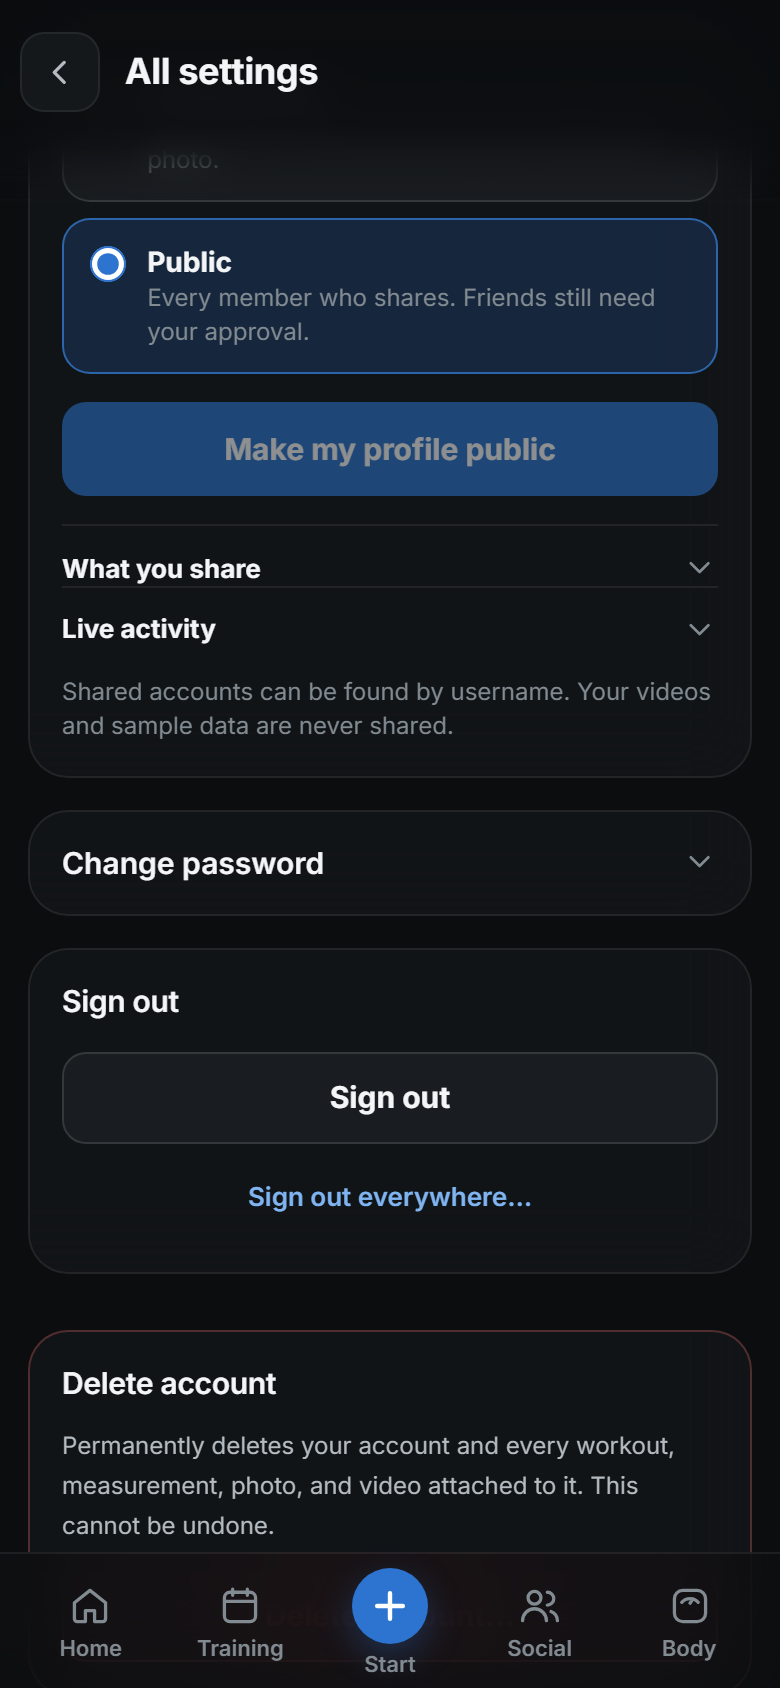 All settings
photo.
Public
Every member who shares. Friends still need
your approval.
Make my profile public
What you share
Live activity
Shared accounts can be found by username. Your videos
and sample data are never shared.
Change password
Sign out
Sign out
Sign out everywhere...
Delete account
Permanently deletes your account and every workout,
measurement, photo, and video attached to it. This
cannot be undone.
Home
Training
Start
Social
Body